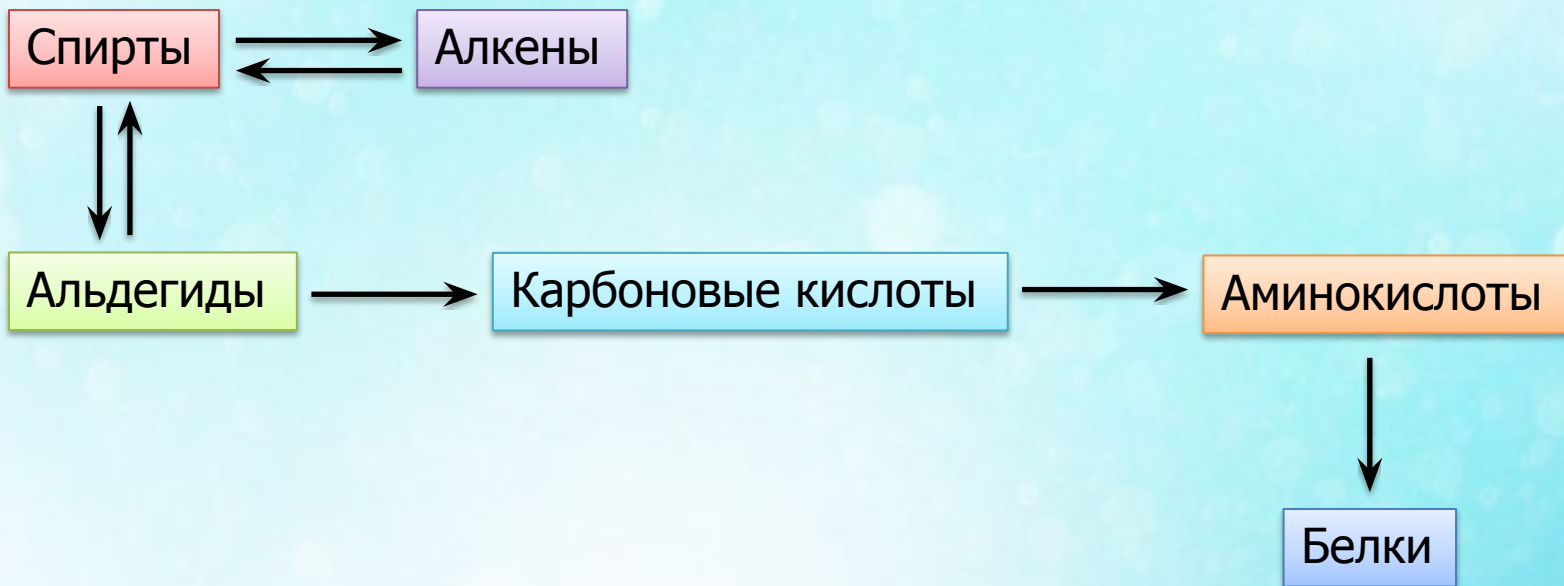 Спирты
Алкены
Альдегиды
Карбоновые кислоты
Аминокислоты
Белки